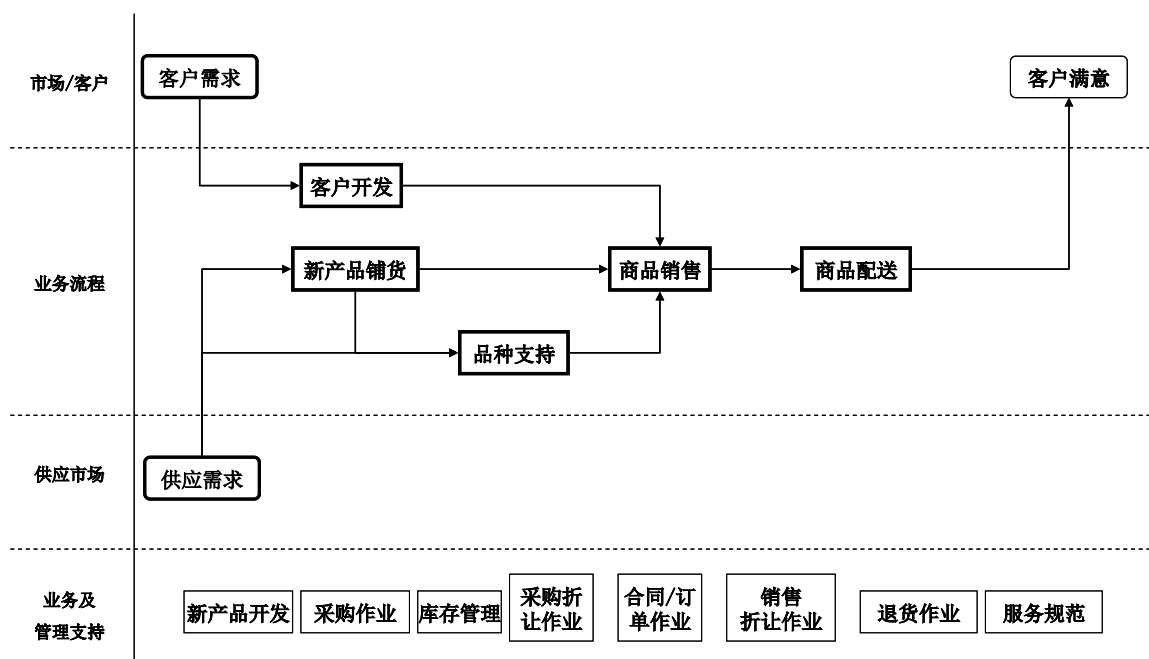 市场/客户
客户需求
客户满意
客户开发
业务流程
新产品铺货
商品销售
商品配送
品种支持
供应市场
供应需求
业务及
管理支持
新产品开发
采购作业
库存管理
采购折
让作业
合同/订
单作业
销售
折让作业
退货作业
服务规范